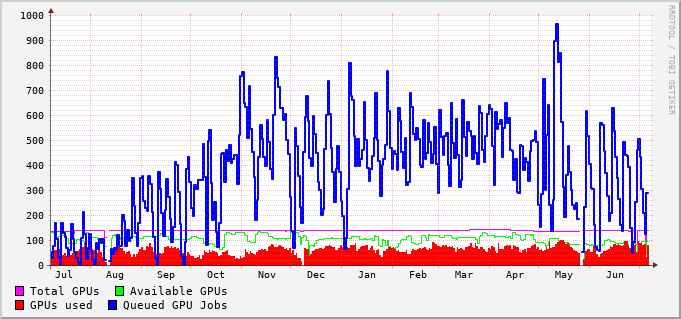 1000
900
800
700
600
500
400
300
200
100
0
Jul Aug Sep Oct Nov Dec Jan Feb Mar Apr May Jun
Total GPUs Available GPUs
GPUs used Queued GPU Jobs
RRDTOOL / TOBI OETIKER